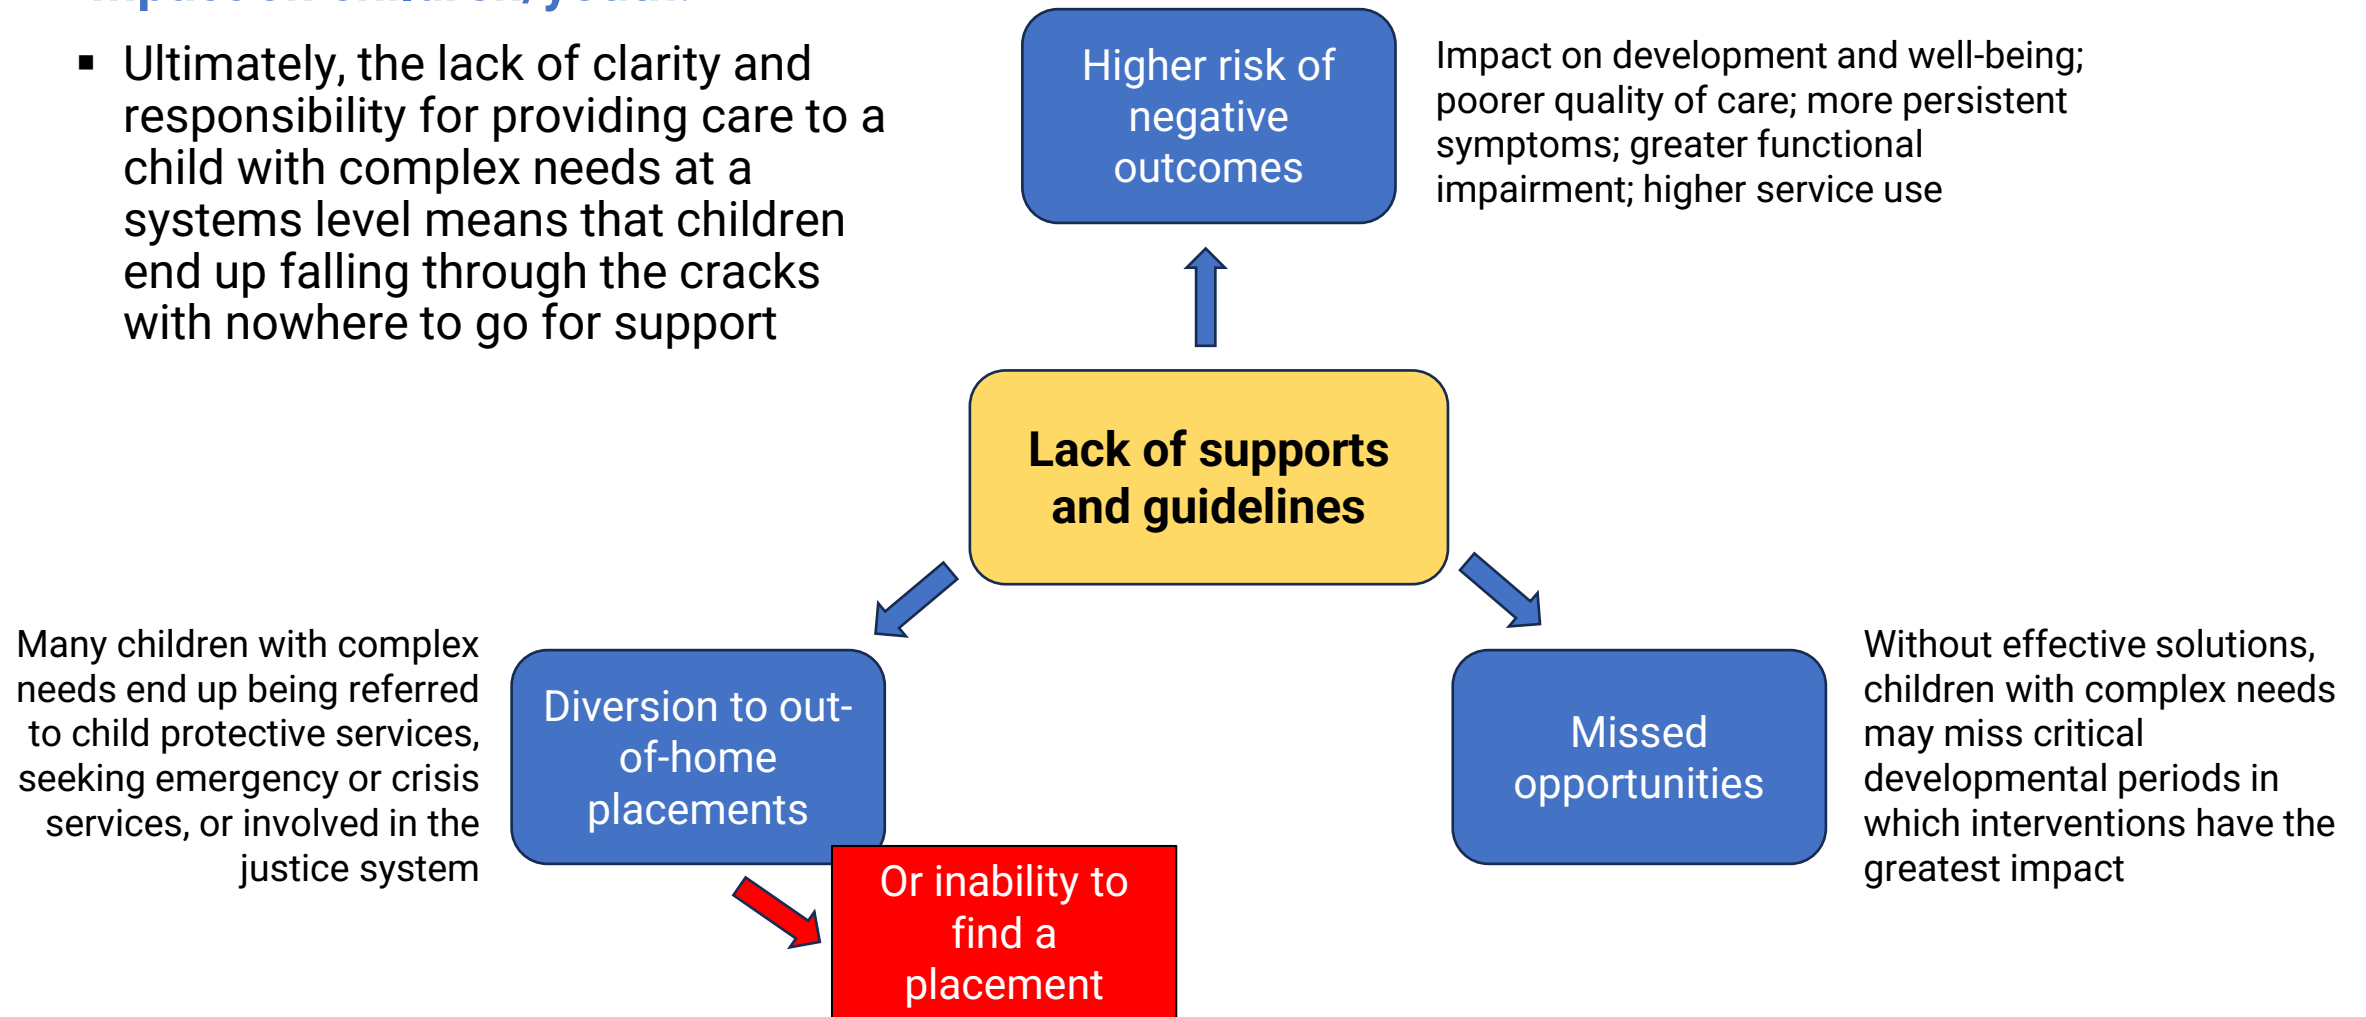 ▪ Ultimately, the lack of clarity and
responsibility for providing care to a
child with complex needs at a
systems level means that children
end up falling through the cracks
with nowhere to go for support
Higher risk of
negative
outcomes
Impact on development and well-being;
poorer quality of care; more persistent
symptoms; greater functional
impairment; higher service use
Lack of supports
and guidelines
Many children with complex
needs end up being referred
to child protective services,
seeking emergency or crisis
services, or involved in the
justice system
Diversion to out-
of-home
placements
Or inability to
find a
placement
Missed
opportunities
Without effective solutions,
children with complex needs
may miss critical
developmental periods in
which interventions have the
greatest impact